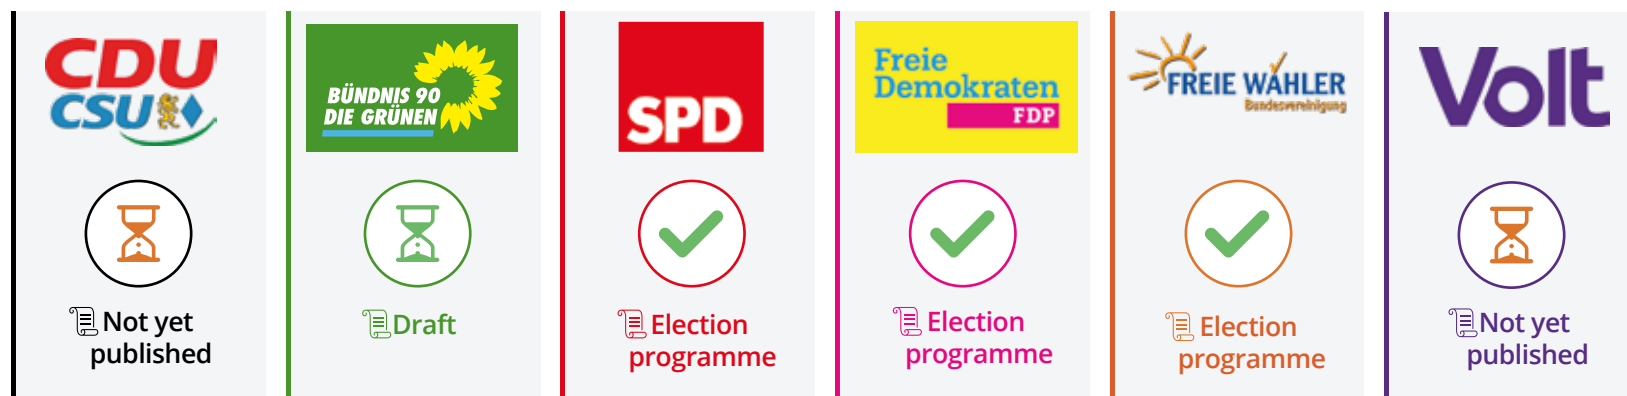 CDU
CSU
Not yet
published
BÜNDNIS 90
DIE GRÜNEN
Draft
SPD
Election
programme
Freie
Demokraten
FDP
Election
programme
FREIE WÄHLER
Bundesvereinigung
Election
programme
Volt
Not yet
published